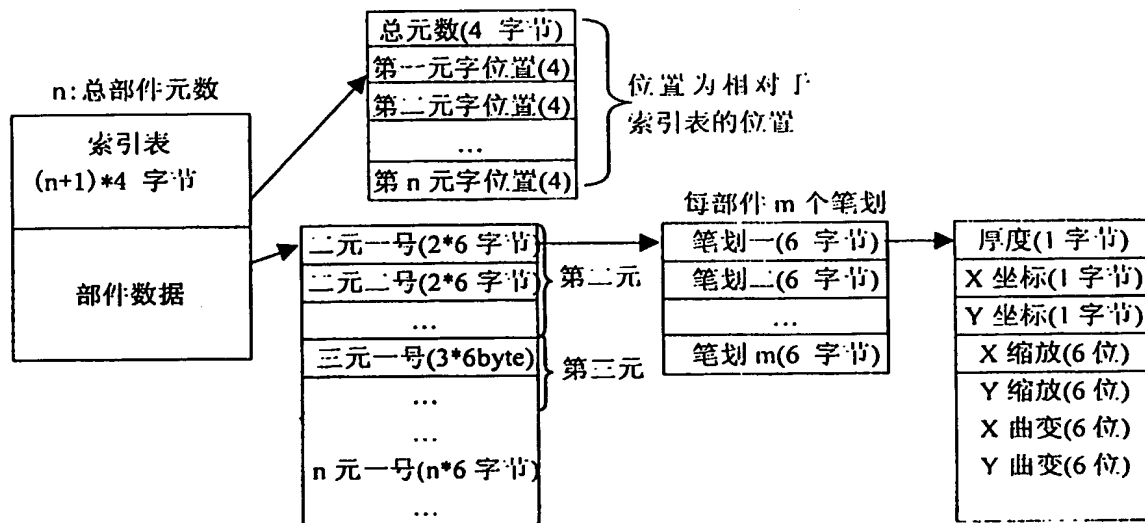 n:总部件元数
索引表
(n+1)*4 字节
部件数据
总元数(4 字节)
第一元字位置(4)
第二元字位置(4)
...
第 n 元字位置(4)
位置为相对于
索引表的位置
二元一号(2*6 字节)
二元二号(2*6 字节)
...
三元一号(3*6byte)
...
...
n 元一号(n*6 字节)
...
第二元
第三元
每部件 m 个笔划
笔划一(6 字节)
笔划二(6 字节)
...
笔划 m(6 字节)
厚度(1 字节)
X 坐标(1 字节)
Y 坐标(1 字节)
X 缩放(6 位)
Y 缩放(6 位)
X 曲变(6 位)
Y 曲变(6 位)